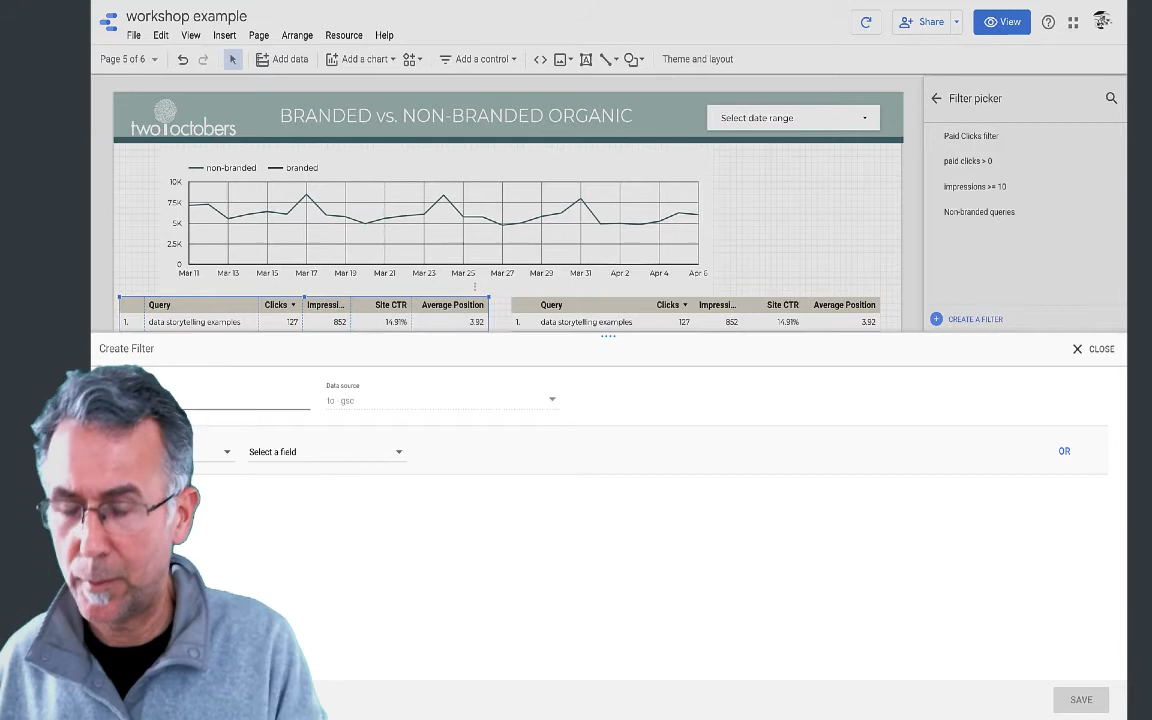 workshop example
File Edit View Insert Page Arrange Resource Help
Share
View
Page 5 of 6
Add data
Add a chart
Add a control
Theme and layout
two octobers
BRANDED vs. NON-BRANDED ORGANIC
Select date range
Filter picker
Paid Clicks filter
paid clicks > 0
impressions >= 10
Non-branded queries
CREATE A FILTER
non-branded branded
10K
7.5K
5K
2.5K
0
Mar 11 Mar 13 Mar 15 Mar 17 Mar 19 Mar 21 Mar 23 Mar 25 Mar 27 Mar 29 Mar 31 Apr 2 Apr 4 Apr 6
Query Clicks Impressi... Site CTR Average Position
1. data storytelling examples 127 852 14.91% 3.92
Query Clicks Impressi... Site CTR Average Position
1. data storytelling examples 127 852 14.91% 3.92
Create Filter
CLOSE
Data source
to - gsc
Select a field
OR
SAVE